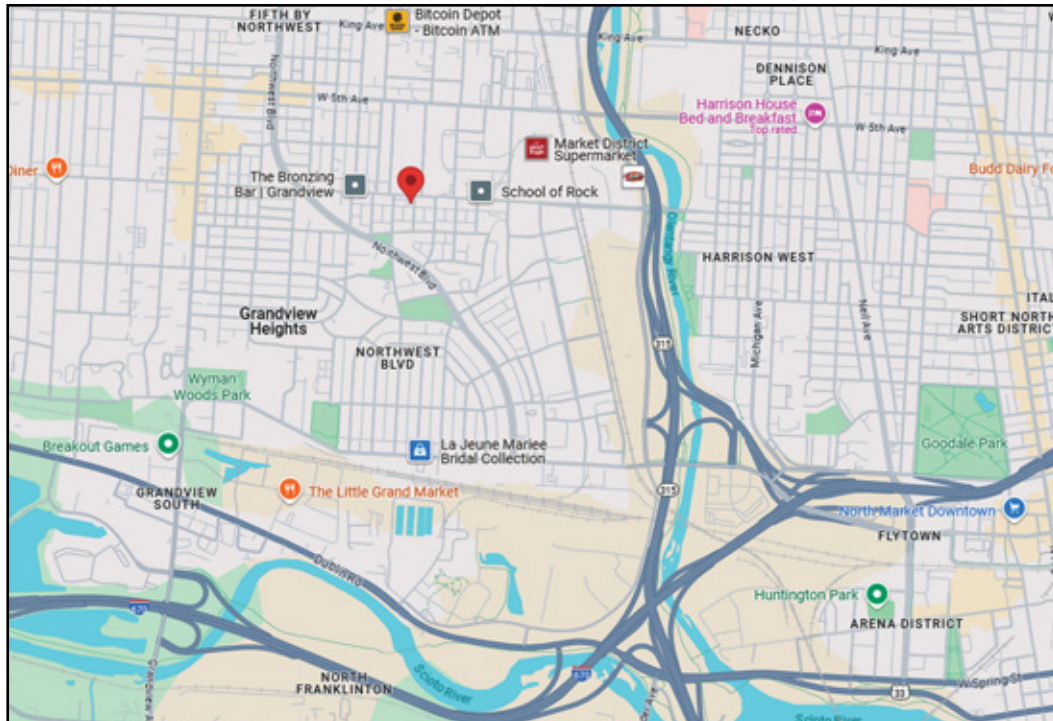 FIFTH BY
NORTHWEST
King Ave
Bitcoin Depot
- Bitcoin ATM
King Ave
NECKO
King Ave
DENNISON
PLACE
Northwest Blvd
W 5th Ave
Harrison House
Bed and Breakfast
Top rated
W 5th Ave
Market District
Supermarket
Diner
The Bronzing
Bar | Grandview
School of Rock
315
Budd Dairy Fo
Olentangy River
Northwest Blvd
HARRISON WEST
Grandview
Heights
Michigan Ave
Neil Ave
ITAL
SHORT NORTH
ARTS DISTRICT
315
NORTHWEST
BLVD
Wyman
Woods Park
Breakout Games
La Jeune Mariee
Bridal Collection
Goodale Park
GRANDVIEW
SOUTH
The Little Grand Market
315
North Market Downtown
FLYTOWN
Dublin Rd
Huntington Park
670
ARENA DISTRICT
Grandview A
NORTH
FRANKLINTON
Scioto River
670
W Spring St
33
der Ave
Scioto River